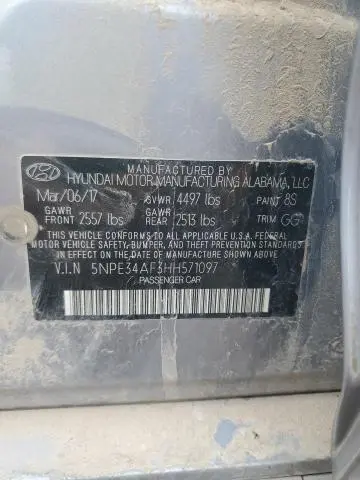 MANUFACTURED BY
HYUNDAI MOTOR MANUFACTURING ALABAMA, LLC
Mar/06/17 GVWR 4497 lbs PAINT 8S
GAWR FRONT 2557 lbs GAWR REAR 2513 lbs TRIM GG
THIS VEHICLE CONFORMS TO ALL APPLICABLE U.S. FEDERAL
MOTOR VEHICLE SAFETY, BUMPER, AND THEFT PREVENTION
STANDARDS IN EFFECT ON THE DATE OF MANUFACTURE SHOWN ABOVE.
V.I.N 5NPE34AF3HH571097
PASSENGER CAR